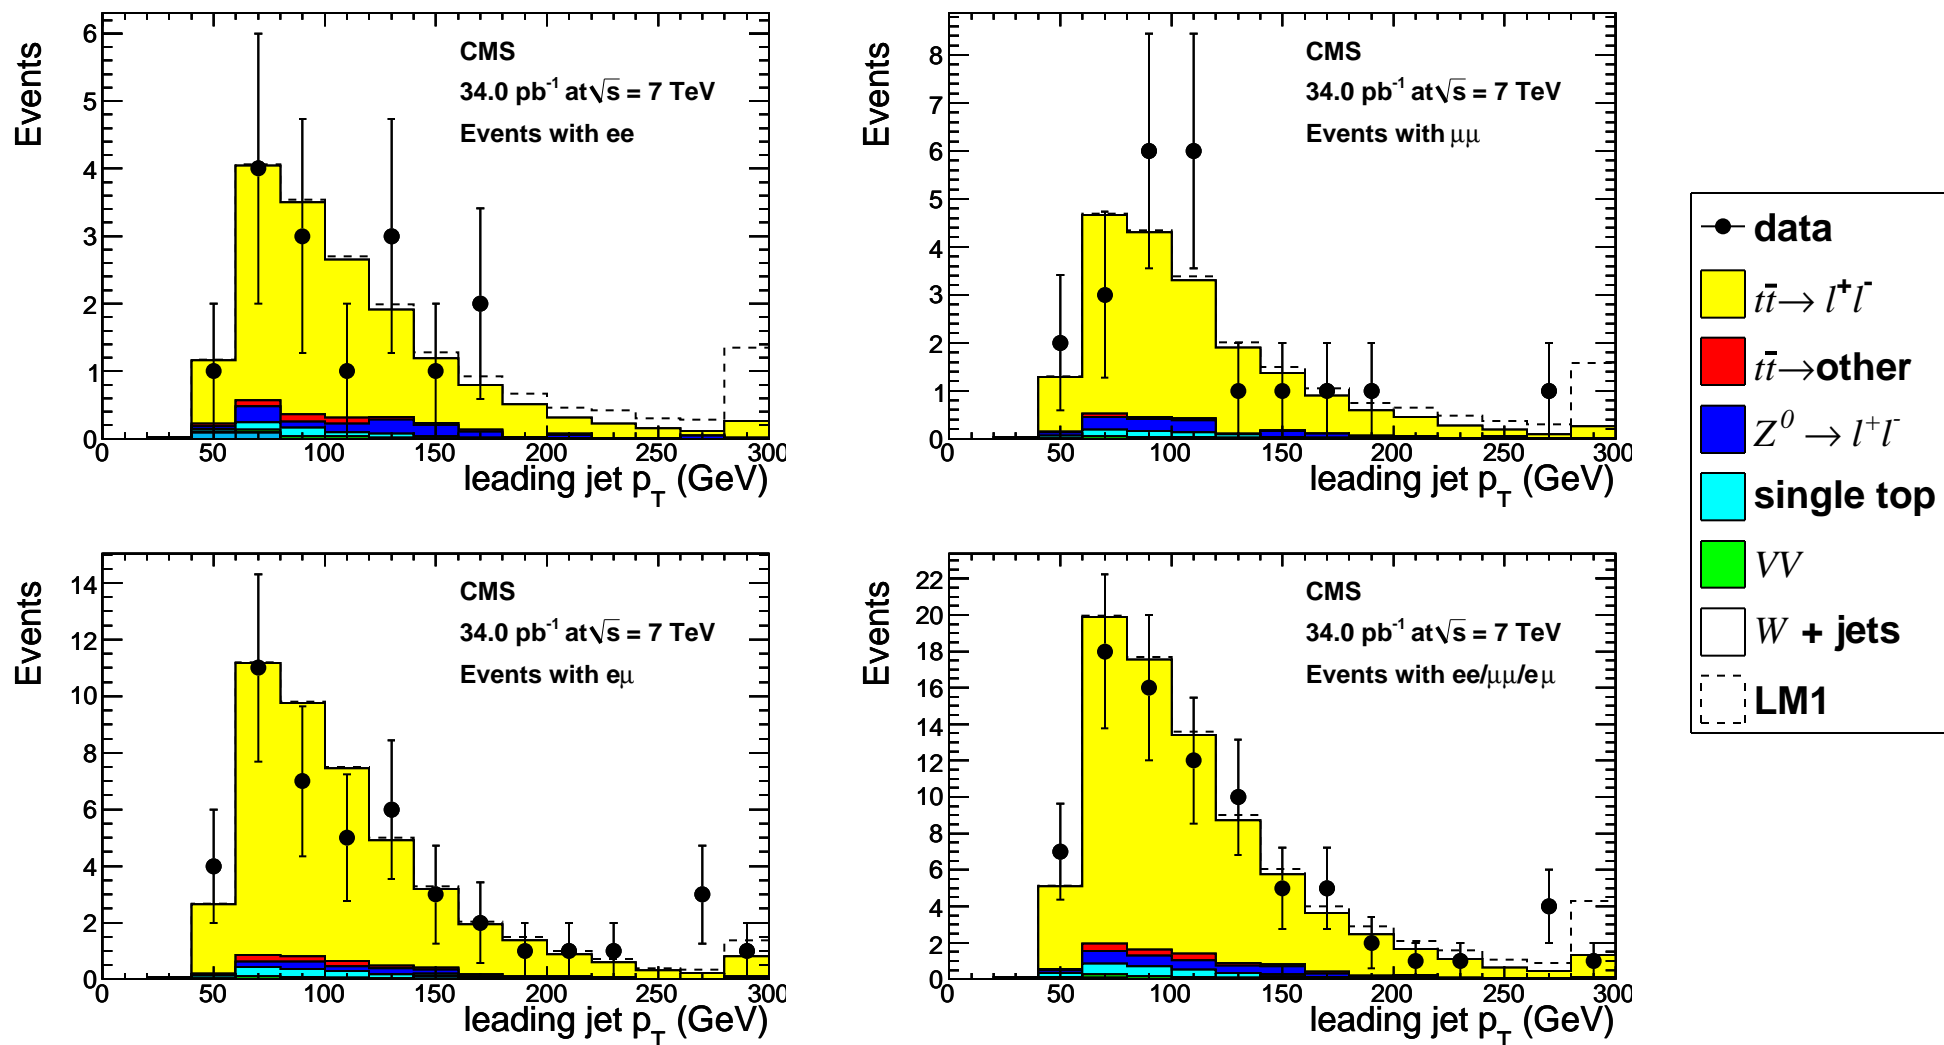 Events
6
5
4
3
2
1
0
CMS
34.0 pb⁻¹ at √s = 7 TeV
Events with ee
0 50 100 150 200 250 300
leading jet p_T (GeV)
Events
8
7
6
5
4
3
2
1
0
CMS
34.0 pb⁻¹ at √s = 7 TeV
Events with μμ
0 50 100 150 200 250 300
leading jet p_T (GeV)
Events
14
12
10
8
6
4
2
0
CMS
34.0 pb⁻¹ at √s = 7 TeV
Events with eμ
0 50 100 150 200 250 300
leading jet p_T (GeV)
Events
22
20
18
16
14
12
10
8
6
4
2
0
CMS
34.0 pb⁻¹ at √s = 7 TeV
Events with ee/μμ/eμ
0 50 100 150 200 250 300
leading jet p_T (GeV)
data
tt̄→ l⁺l⁻
tt̄→other
Z⁰ → l⁺l⁻
single top
VV
W + jets
LM1